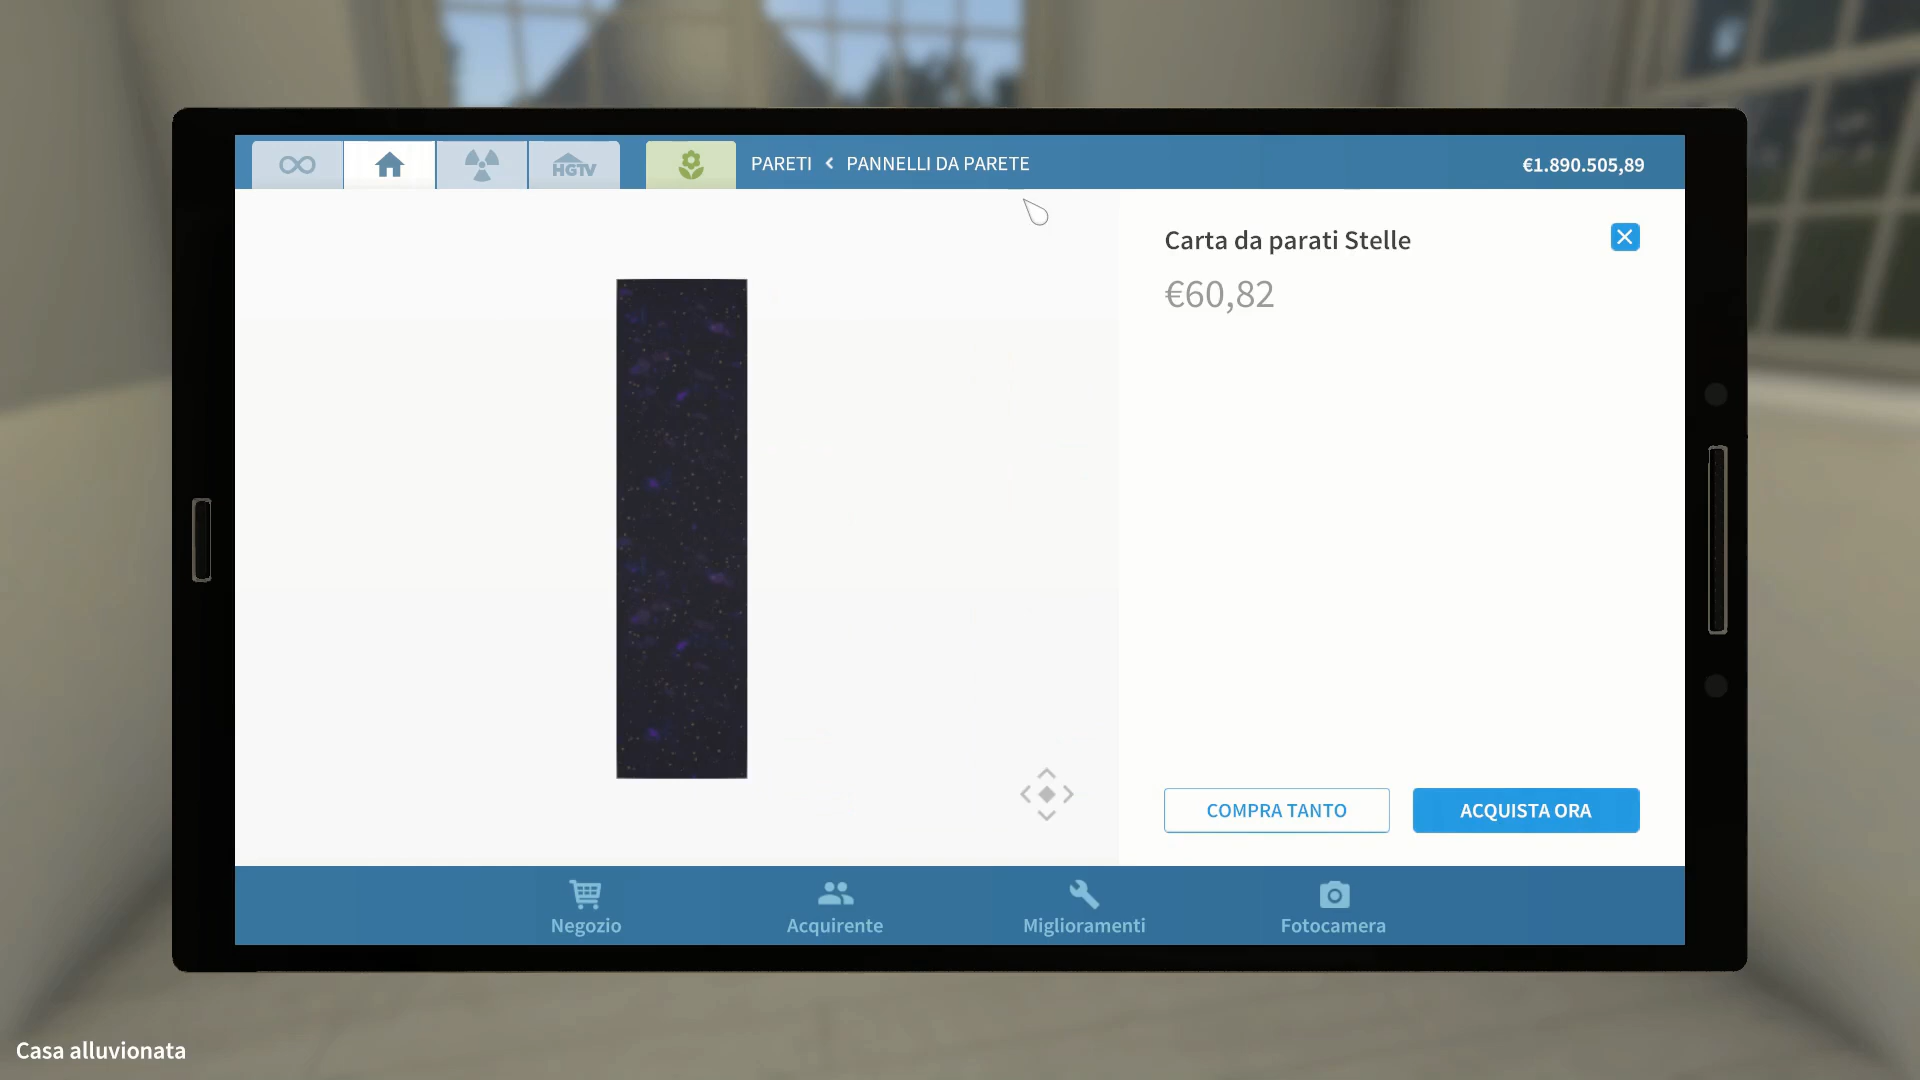 HGTV
PARETI < PANNELLI DA PARETE
€1.890.505,89
Carta da parati Stelle
€60,82
COMPRA TANTO
ACQUISTA ORA
Negozio
Acquirente
Miglioramenti
Fotocamera
Casa alluvionata